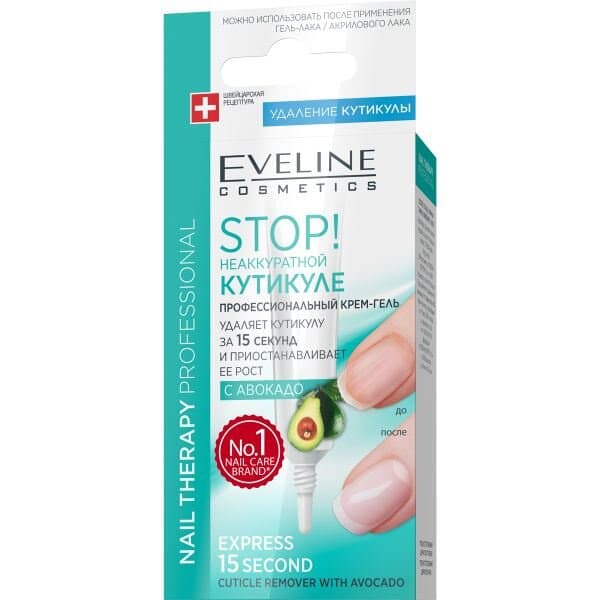 МОЖНО ИСПОЛЬЗОВАТЬ ПОСЛЕ ПРИМЕНЕНИЯ
ГЕЛЬ-ЛАКА / АКРИЛОВОГО ЛАКА
ШВЕЙЦАРСКАЯ
РЕЦЕПТУРА
УДАЛЕНИЕ КУТИКУЛЫ
EVELINE
COSMETICS
STOP!
НЕАККУРАТНОЙ
КУТИКУЛЕ
ПРОФЕССИОНАЛЬНЫЙ КРЕМ-ГЕЛЬ
УДАЛЯЕТ КУТИКУЛУ
ЗА 15 СЕКУНД
И ПРИОСТАНАВЛИВАЕТ
ЕЕ РОСТ
С АВОКАДО
до
после
No.1
NAIL CARE
BRAND*
NAIL THERAPY PROFESSIONAL
EXPRESS
15 SECOND
CUTICLE REMOVER WITH AVOCADO